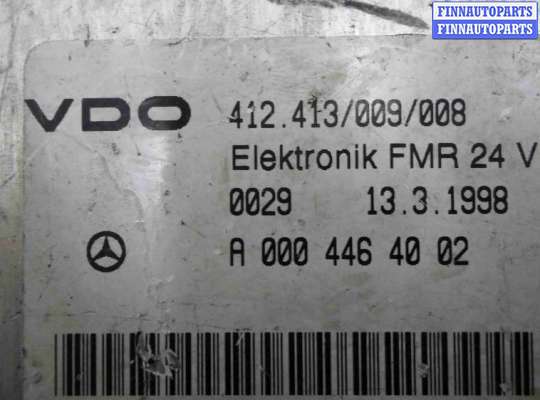 FINNAUTOPARTS
FINNAUTOPARTS
VDO 412.413/009/008
Elektronik FMR 24 V
0029 13.3.1998
A 000 446 40 02